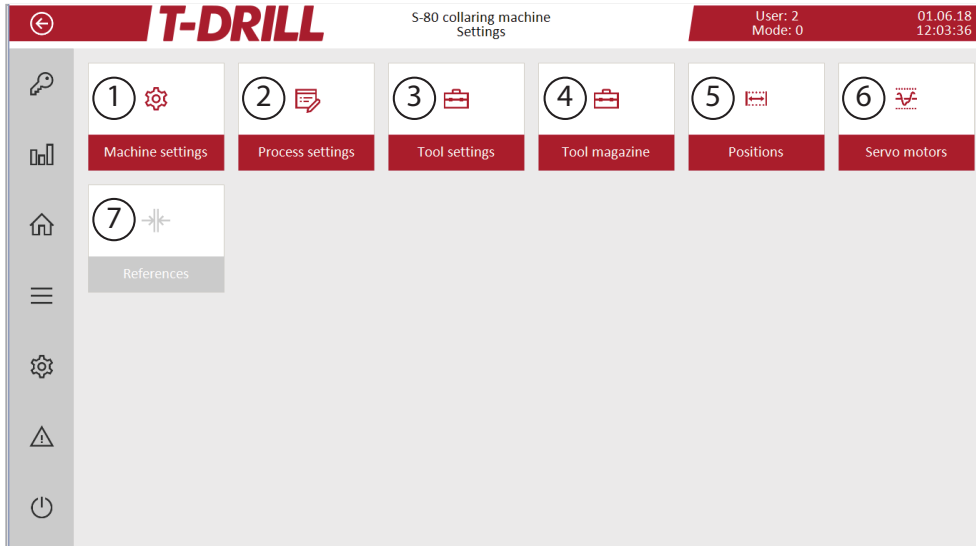 T-DRILL
S-80 collaring machine
Settings
User: 2
Mode: 0
01.06.18
12:03:36
1
Machine settings
2
Process settings
3
Tool settings
4
Tool magazine
5
Positions
6
Servo motors
7
References